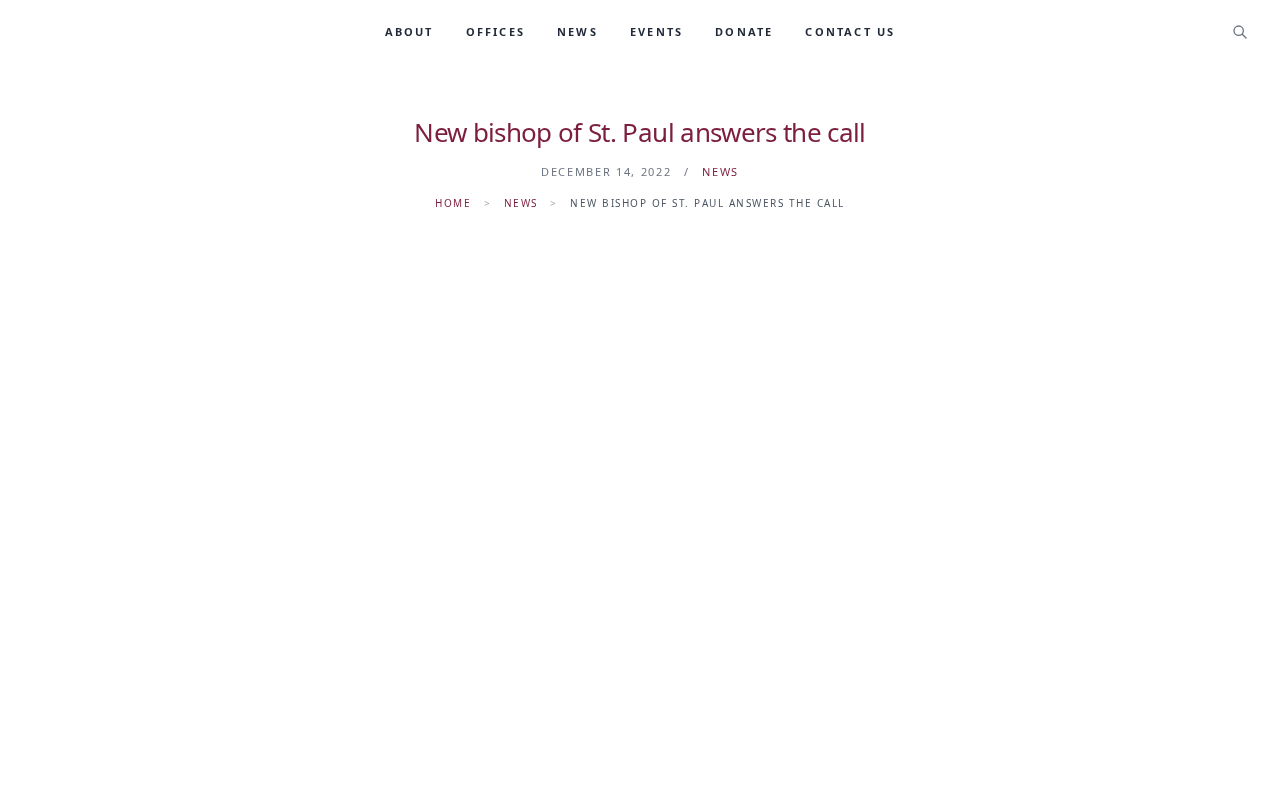 ABOUT OFFICES NEWS EVENTS DONATE CONTACT US
New bishop of St. Paul answers the call
DECEMBER 14, 2022 / NEWS
HOME > NEWS > NEW BISHOP OF ST. PAUL ANSWERS THE CALL